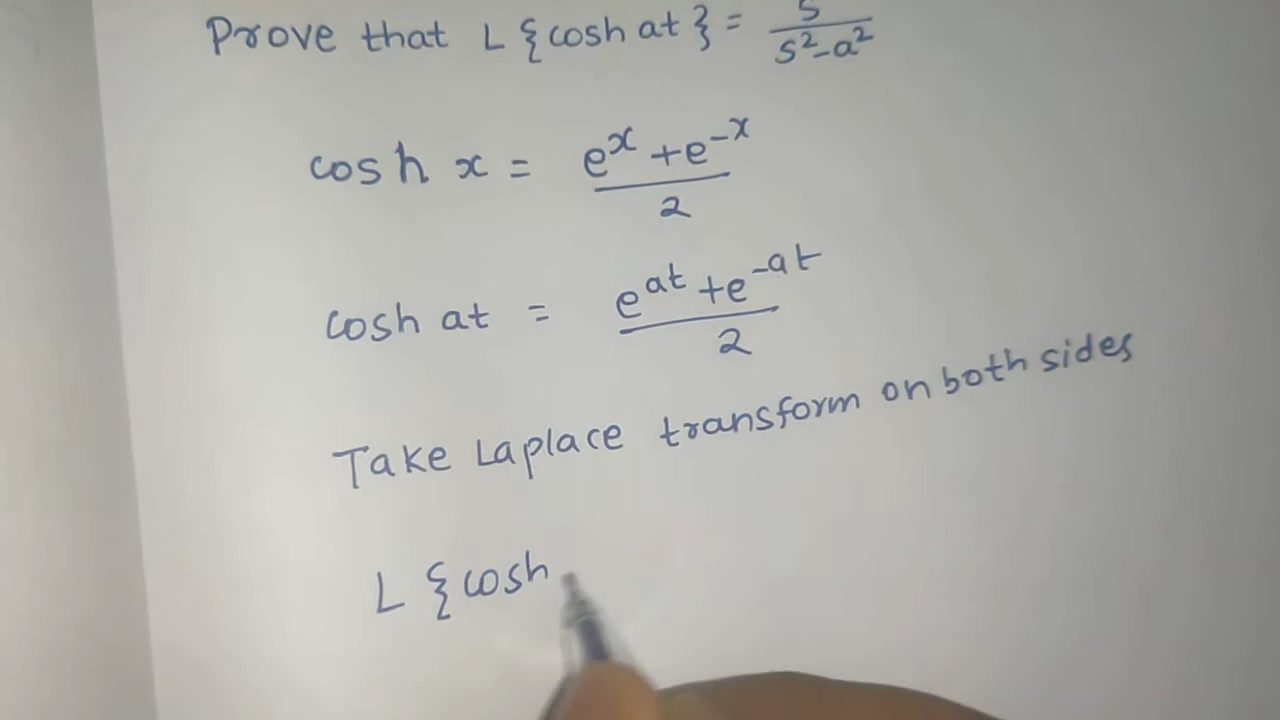 Prove that L{cosh at} = s/(s²-a²)
cosh x = (eˣ + e⁻ˣ)/2
cosh at = (e^{at} + e^{-at})/2
Take Laplace transform on both sides
L {cosh